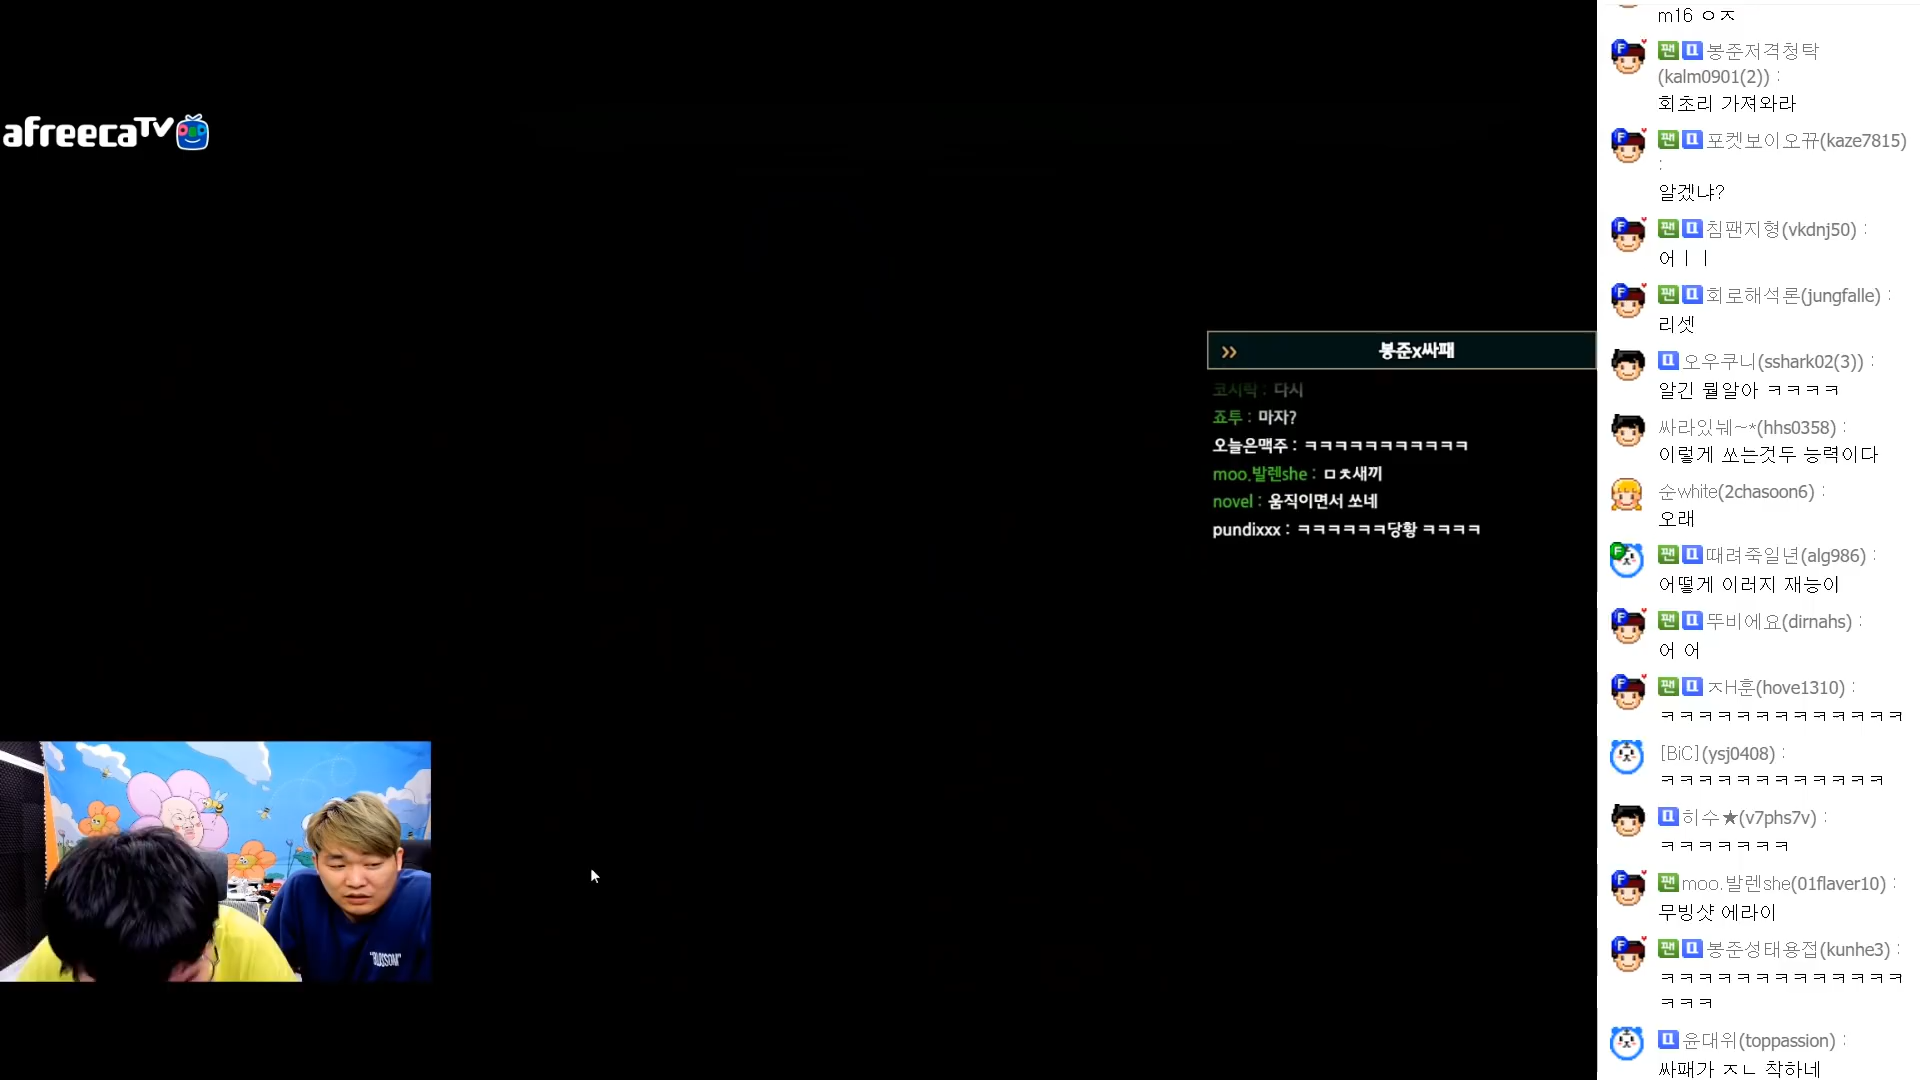 afreecaTV
봉준x싸패
코시락 : 다시
죠투 : 마자?
오늘은맥주 : ㅋㅋㅋㅋㅋㅋㅋㅋㅋㅋㅋ
moo.발렌she : ㅁㅊ새끼
novel : 움직이면서 쏘네
pundixxx : ㅋㅋㅋㅋㅋㅋ당황 ㅋㅋㅋㅋ
"BLOSSOM"
m16 ㅇㅈ
팬 봉준저격청탁
(kalm0901(2)) :
회초리 가져와라
팬 포켓보이오뀨(kaze7815)
:
알겠냐?
팬 침팬지형(vkdnj50) :
어ㅣㅣ
팬 회로해석론(jungfalle) :
리셋
오우쿠니(sshark02(3)) :
알긴 뭘알아 ㅋㅋㅋㅋ
싸라있눼~*(hhs0358) :
이렇게 쏘는것두 능력이다
순white(2chasoon6) :
오래
팬 때려죽일년(alg986) :
어떻게 이러지 재능이
팬 뚜비에요(dirnahs) :
어 어
팬 ㅈH훈(hove1310) :
ㅋㅋㅋㅋㅋㅋㅋㅋㅋㅋㅋㅋㅋ
[BiC](ysj0408) :
ㅋㅋㅋㅋㅋㅋㅋㅋㅋㅋㅋㅋ
히수★(v7phs7v) :
ㅋㅋㅋㅋㅋㅋㅋ
팬 moo.발렌she(01flaver10) :
무빙샷 에라이
팬 봉준성태용접(kunhe3) :
ㅋㅋㅋㅋㅋㅋㅋㅋㅋㅋㅋㅋㅋ
ㅋㅋㅋ
윤대위(toppassion) :
싸패가 ㅈㄴ 착하네